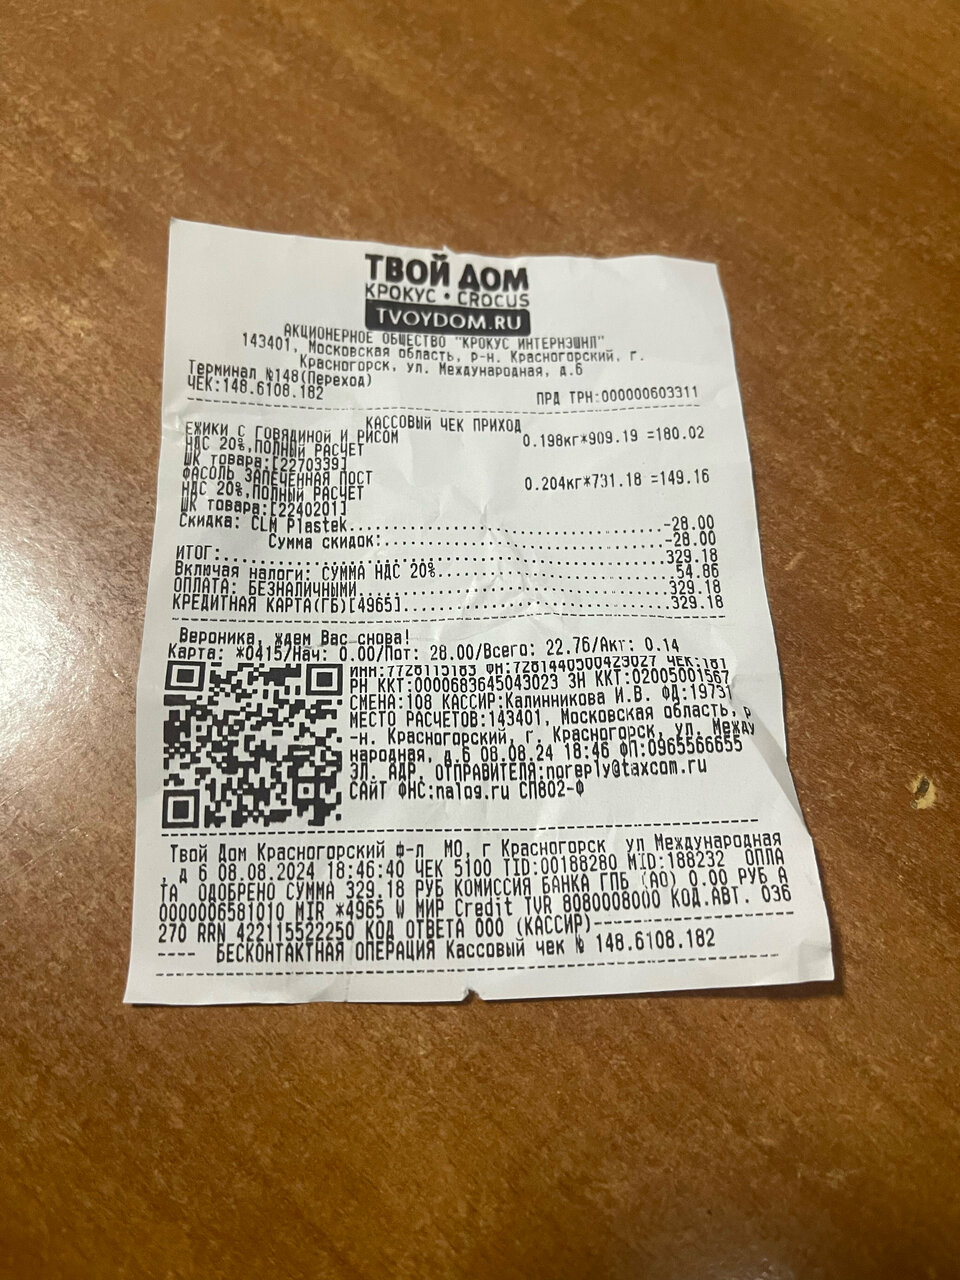 ТВОЙ ДОМ
КРОКУС • CROCUS
TVOYDOM.RU
АКЦИОНЕРНОЕ ОБЩЕСТВО "КРОКУС ИНТЕРНЭШНЛ"
143401, Московская область, р-н. Красногорский, г.
Красногорск, ул. Международная, д.6
Терминал №148(Переход)
ЧЕК:148.6108.182 ПРД ТРН:000000603311
КАССОВЫЙ ЧЕК ПРИХОД
ЕЖИКИ С ГОВЯДИНОЙ И РИСОМ 0.198кг*909.19 =180.02
НДС 20%,ПОЛНЫЙ РАСЧЕТ
ШК товара:[2270339]
ФАСОЛЬ ЗАПЕЧЕННАЯ ПОСТ 0.204кг*731.18 =149.16
НДС 20%,ПОЛНЫЙ РАСЧЕТ
ШК товара:[2240201]
Скидка: CLM Plastek..........-28.00
Сумма скидок:..........-28.00
ИТОГ:..........329.18
Включая налоги: СУММА НДС 20%..........54.86
ОПЛАТА: БЕЗНАЛИЧНЫМИ..........329.18
КРЕДИТНАЯ КАРТА(ГБ)[4965]..........329.18
Вероника, ждем Вас снова!
Карта: *0415/Нач: 0.00/Пот: 28.00/Всего: 22.76/Акт: 0.14
ИНН:7728115183 ФН:7281440500423027 ЧЕК:181
РН ККТ:0000683645043023 ЗН ККТ:02005001567
СМЕНА:108 КАССИР:Калинникова И.В. ФД:19731
МЕСТО РАСЧЕТОВ:143401, Московская область, р
-н. Красногорский, г. Красногорск, ул. Между
народная, д.6 08.08.24 18:46 ФП:0965566655
ЭЛ. АДР. ОТПРАВИТЕЛЯ:noreply@taxcom.ru
САЙТ ФНС:nalog.ru СП802-Ф
Твой Дом Красногорский ф-л МО, г Красногорск ул Международная
, д 6 08.08.2024 18:46:40 ЧЕК 5100 TID:00188280 MID:188232 ОПЛА
ТА ОДОБРЕНО СУММА 329.18 РУБ КОМИССИЯ БАНКА ГПБ (АО) 0.00 РУБ A
0000006581010 MIR *4965 W МИР Credit TVR 8080008000 КОД.АВТ. 036
270 RRN 422115522250 КОД ОТВЕТА 000 (КАССИР)
БЕСКОНТАКТНАЯ ОПЕРАЦИЯ Кассовый чек № 148.6108.182